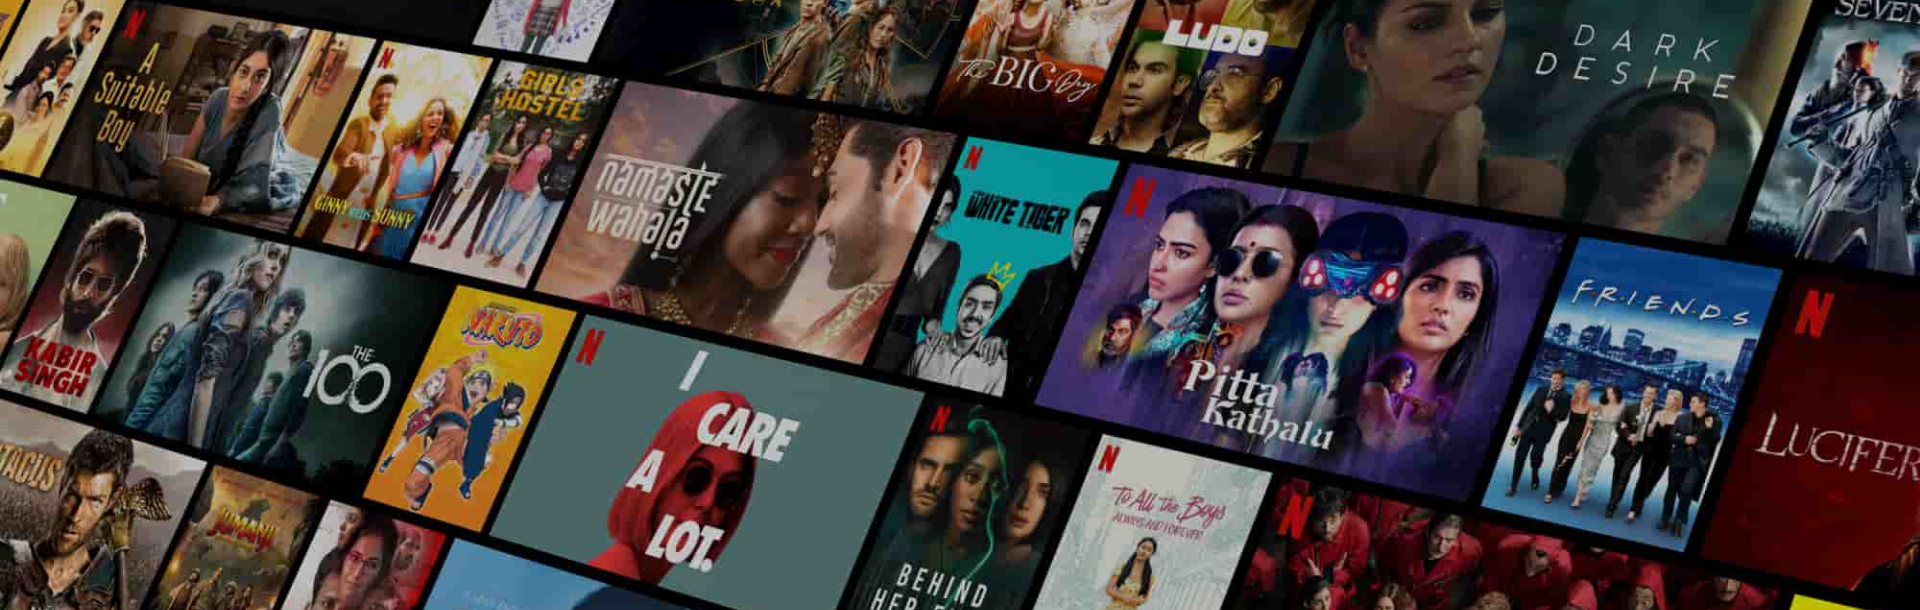 A
Suitable
Boy
GINNY WEDS SUNNY
GIRLS
HOSTEL
The BIG Day
LUDO
DARK
DESIRE
SEVEN
namaste
wahala
WHITE TIGER
Pitta
Kathalu
F·R·I·E·N·D·S
LUCIFER
KABIR
SINGH
THE
100
NARUTO
I
CARE
A
LOT.
BEHIND
HER
To All the Boys
ALWAYS AND FOREVER
TACUS
JUMANJI